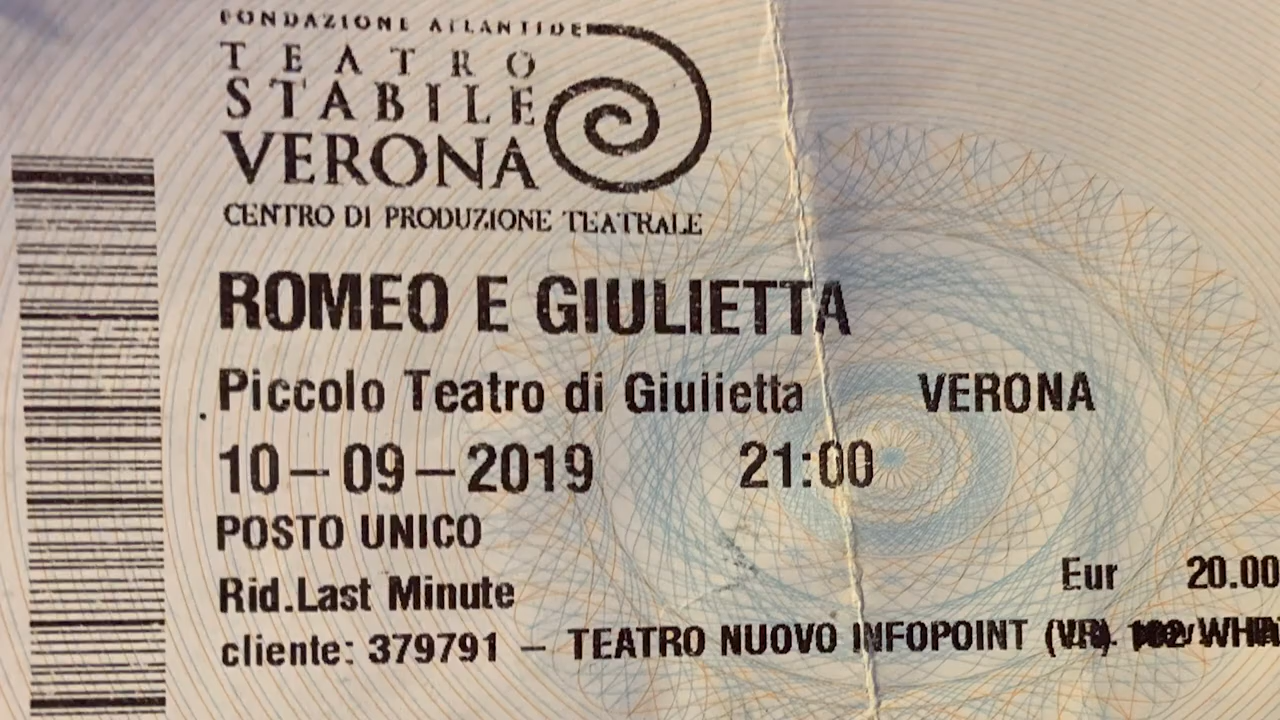 FONDAZIONE ATLANTIDE
TEATRO
STABILE
VERONA
CENTRO DI PRODUZIONE TEATRALE
ROMEO E GIULIETTA
Piccolo Teatro di Giulietta VERONA
10-09-2019 21:00
POSTO UNICO
Rid.Last Minute
Eur 20.00
cliente: 379791 - TEATRO NUOVO INFOPOINT (VR)